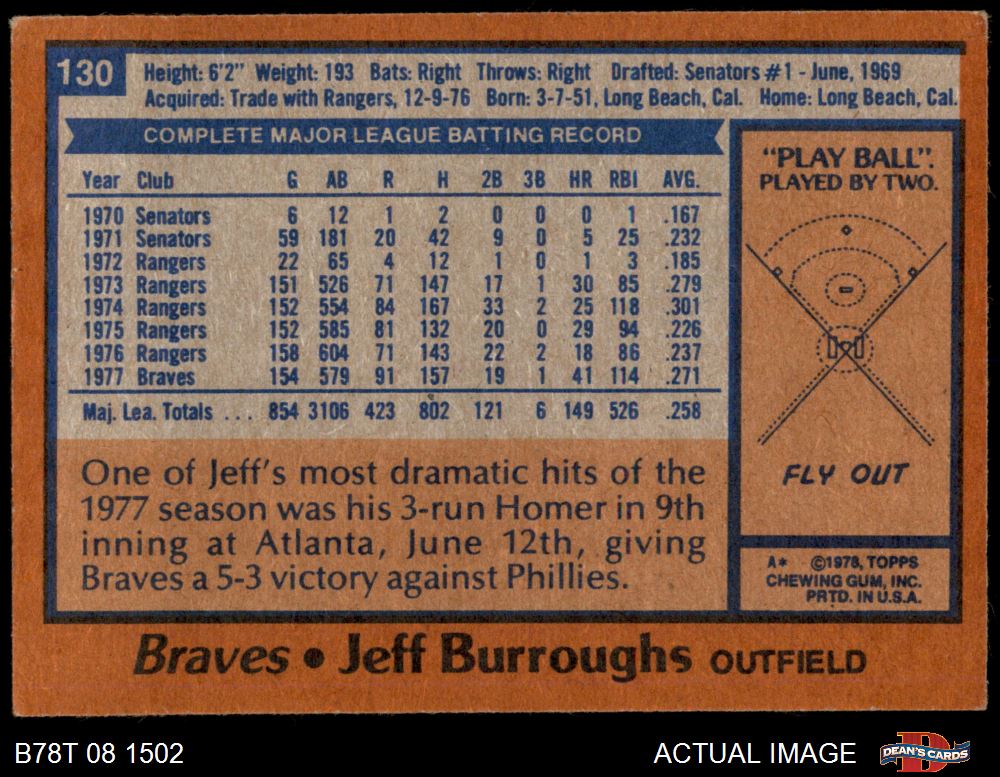 130
Height: 6'2" Weight: 193 Bats: Right Throws: Right Drafted: Senators #1 - June, 1969
Acquired: Trade with Rangers, 12-9-76 Born: 3-7-51, Long Beach, Cal. Home: Long Beach, Cal.
COMPLETE MAJOR LEAGUE BATTING RECORD
Year Club G AB R H 2B 3B HR RBI AVG.
1970 Senators 6 12 1 2 0 0 0 1 .167
1971 Senators 59 181 20 42 9 0 5 25 .232
1972 Rangers 22 65 4 12 1 0 1 3 .185
1973 Rangers 151 526 71 147 17 1 30 85 .279
1974 Rangers 152 554 84 167 33 2 25 118 .301
1975 Rangers 152 585 81 132 20 0 29 94 .226
1976 Rangers 158 604 71 143 22 2 18 86 .237
1977 Braves 154 579 91 157 19 1 41 114 .271
Maj. Lea. Totals ... 854 3106 423 802 121 6 149 526 .258
One of Jeff's most dramatic hits of the
1977 season was his 3-run Homer in 9th
inning at Atlanta, June 12th, giving
Braves a 5-3 victory against Phillies.
"PLAY BALL".
PLAYED BY TWO.
FLY OUT
A* ©1978, TOPPS
CHEWING GUM, INC.
PRTD. IN U.S.A.
Braves • Jeff Burroughs OUTFIELD
B78T 08 1502
ACTUAL IMAGE
D
DEAN'S CARDS